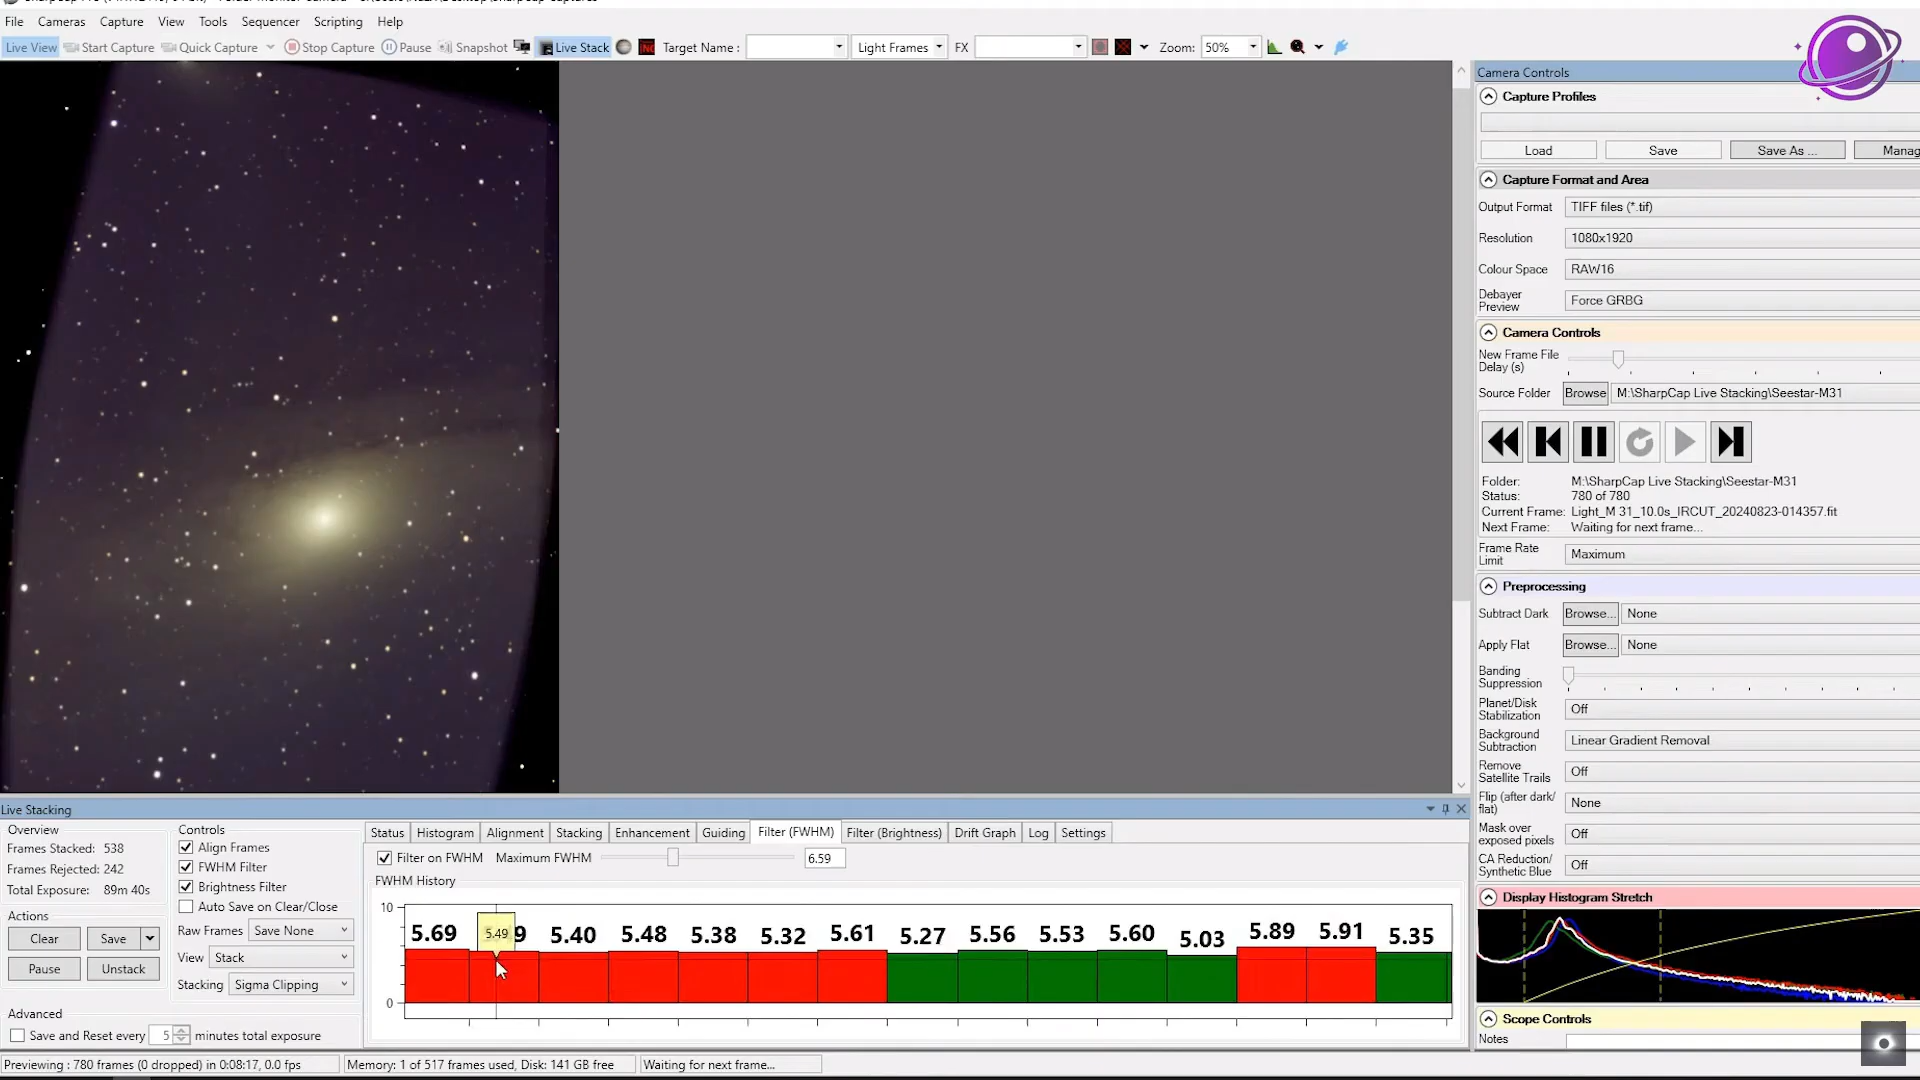 File Cameras Capture View Tools Sequencer Scripting Help
Live View Start Capture Quick Capture Stop Capture Pause Snapshot Live Stack Target Name : Light Frames FX Zoom: 50%
Camera Controls
Capture Profiles
Load Save Save As ... Manag
Capture Format and Area
Output Format TIFF files (*.tif)
Resolution 1080x1920
Colour Space RAW16
Debayer Preview Force GRBG
Camera Controls
New Frame File Delay (s)
Source Folder Browse M:\SharpCap Live Stacking\Seestar-M31
Folder: M:\SharpCap Live Stacking\Seestar-M31
Status: 780 of 780
Current Frame: Light_M 31_10.0s_IRCUT_20240823-014357.fit
Next Frame: Waiting for next frame...
Frame Rate Limit Maximum
Preprocessing
Subtract Dark Browse... None
Apply Flat Browse... None
Banding Suppression
Planet/Disk Stabilization Off
Background Subtraction Linear Gradient Removal
Remove Satellite Trails Off
Flip (after dark/flat) None
Mask over exposed pixels Off
CA Reduction/ Synthetic Blue Off
Display Histogram Stretch
Scope Controls
Notes
Live Stacking
Overview
Frames Stacked: 538
Frames Rejected: 242
Total Exposure: 89m 40s
Actions
Clear Save
Pause Unstack
Controls
Align Frames
FWHM Filter
Brightness Filter
Auto Save on Clear/Close
Raw Frames Save None
View Stack
Stacking Sigma Clipping
Advanced
Save and Reset every 5 minutes total exposure
Status Histogram Alignment Stacking Enhancement Guiding Filter (FWHM) Filter (Brightness) Drift Graph Log Settings
Filter on FWHM Maximum FWHM 6.59
FWHM History
10
5.69 5.49 9 5.40 5.48 5.38 5.32 5.61 5.27 5.56 5.53 5.60 5.03 5.89 5.91 5.35
0
Previewing : 780 frames (0 dropped) in 0:08:17, 0.0 fps Memory: 1 of 517 frames used, Disk: 141 GB free Waiting for next frame...